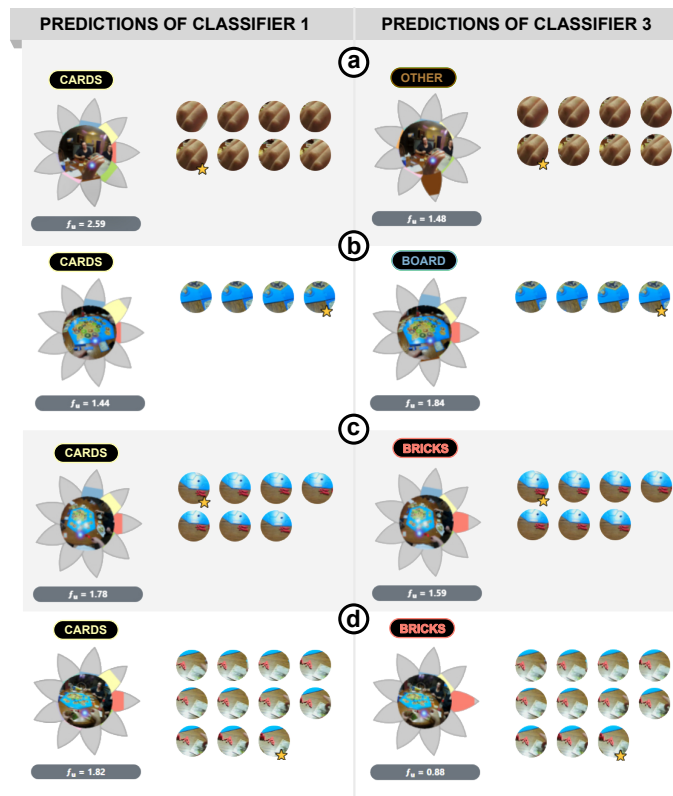 PREDICTIONS OF CLASSIFIER 1 PREDICTIONS OF CLASSIFIER 3
a
CARDS OTHER
fu = 2.59 fu = 1.48
b
CARDS BOARD
fu = 1.44 fu = 1.84
c
CARDS BRICKS
fu = 1.78 fu = 1.59
d
CARDS BRICKS
fu = 1.82 fu = 0.88